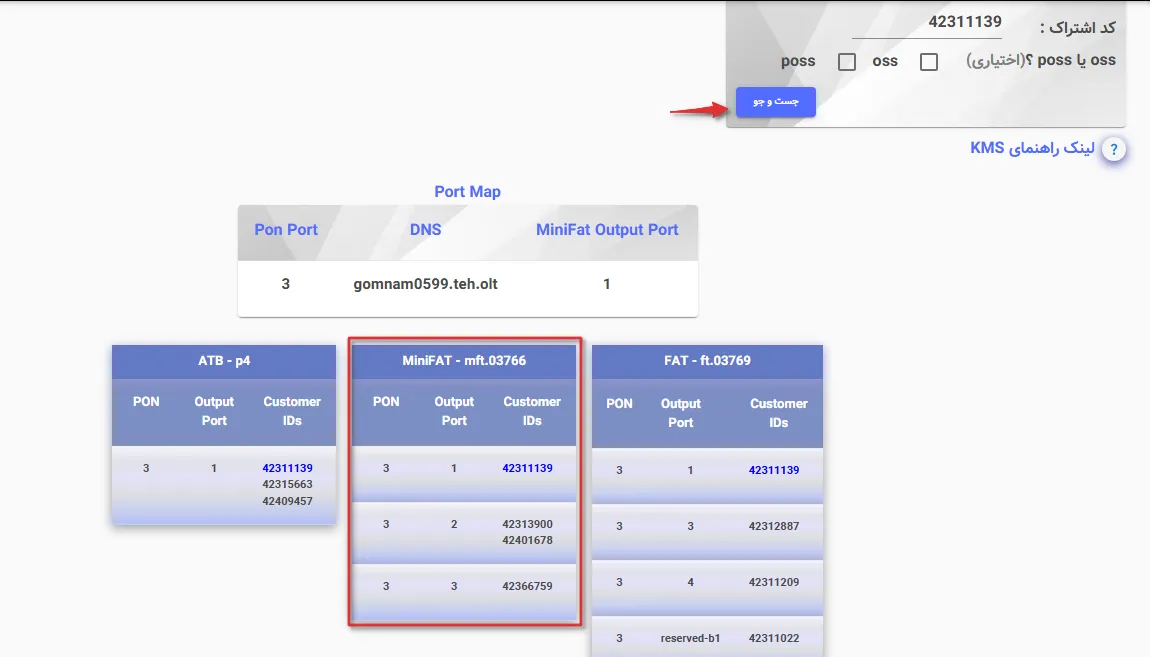 کد اشتراک : 42311139
oss یا poss ؟(اختیاری) oss poss
جست و جو
لینک راهنمای KMS ?
Port Map
Pon Port DNS MiniFat Output Port
3 gomnam0599.teh.olt 1
ATB - p4
PON Output Port Customer IDs
3 1 42311139
42315663
42409457
MiniFAT - mft.03766
PON Output Port Customer IDs
3 1 42311139
3 2 42313900
42401678
3 3 42366759
FAT - ft.03769
PON Output Port Customer IDs
3 1 42311139
3 3 42312887
3 4 42311209
3 reserved-b1 42311022